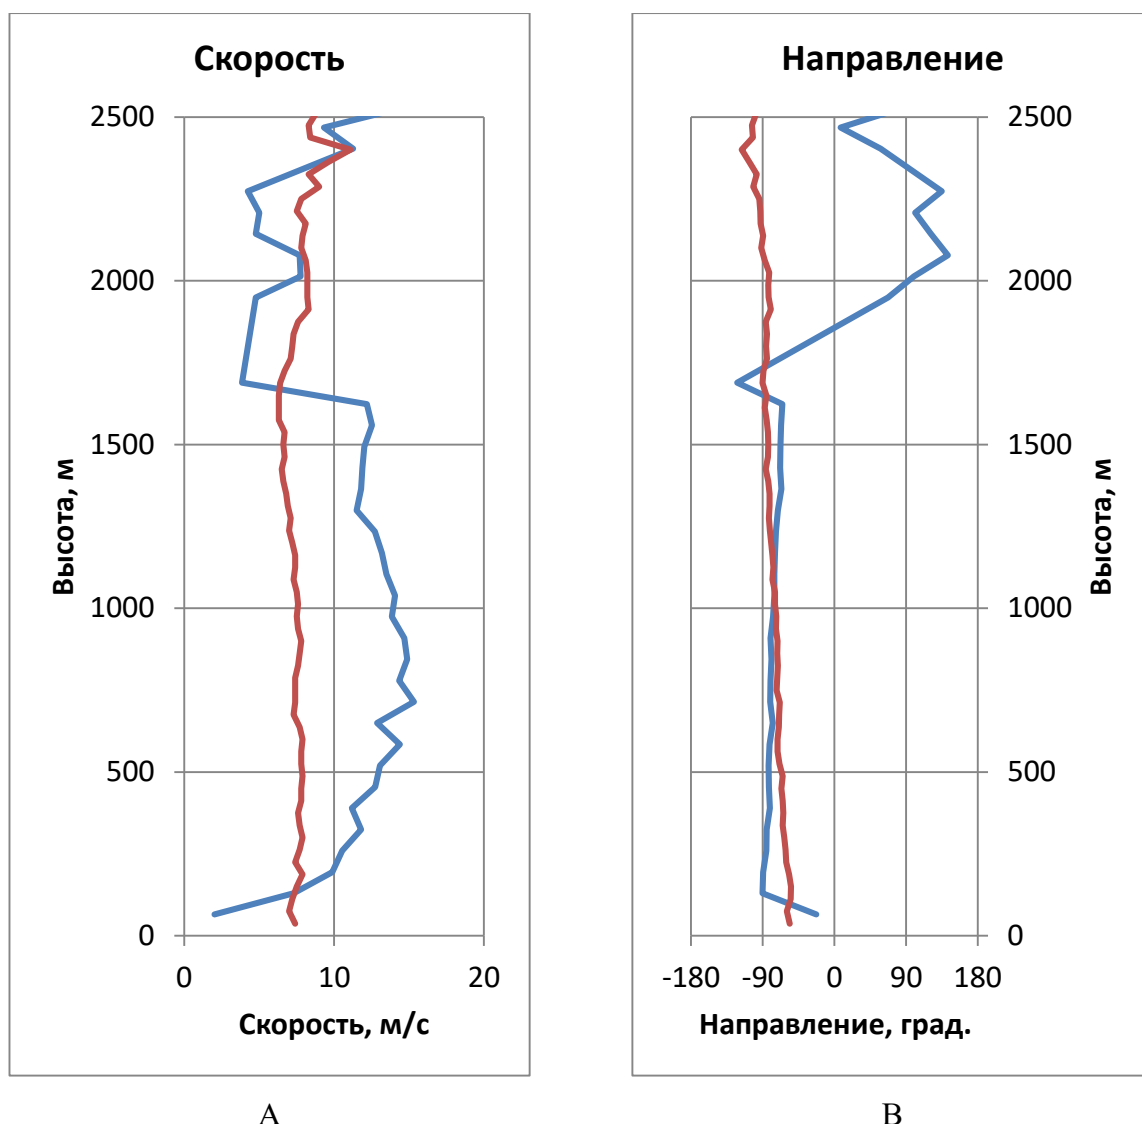 Скорость
2500
2000
1500
1000
500
0
0 10 20
Высота, м
Скорость, м/с
А
Направление
2500
2000
1500
1000
500
0
-180 -90 0 90 180
Высота, м
Направление, град.
В